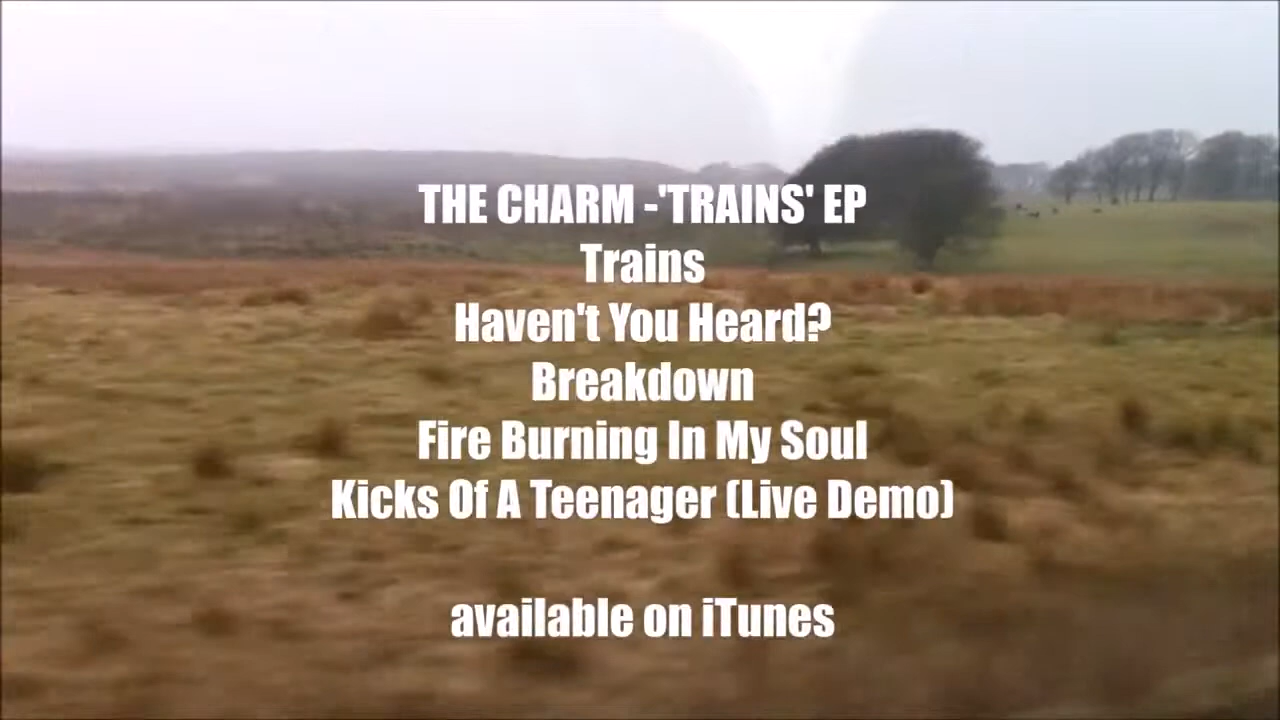 THE CHARM -'TRAINS' EP
Trains
Haven't You Heard?
Breakdown
Fire Burning In My Soul
Kicks Of A Teenager (Live Demo)
available on iTunes